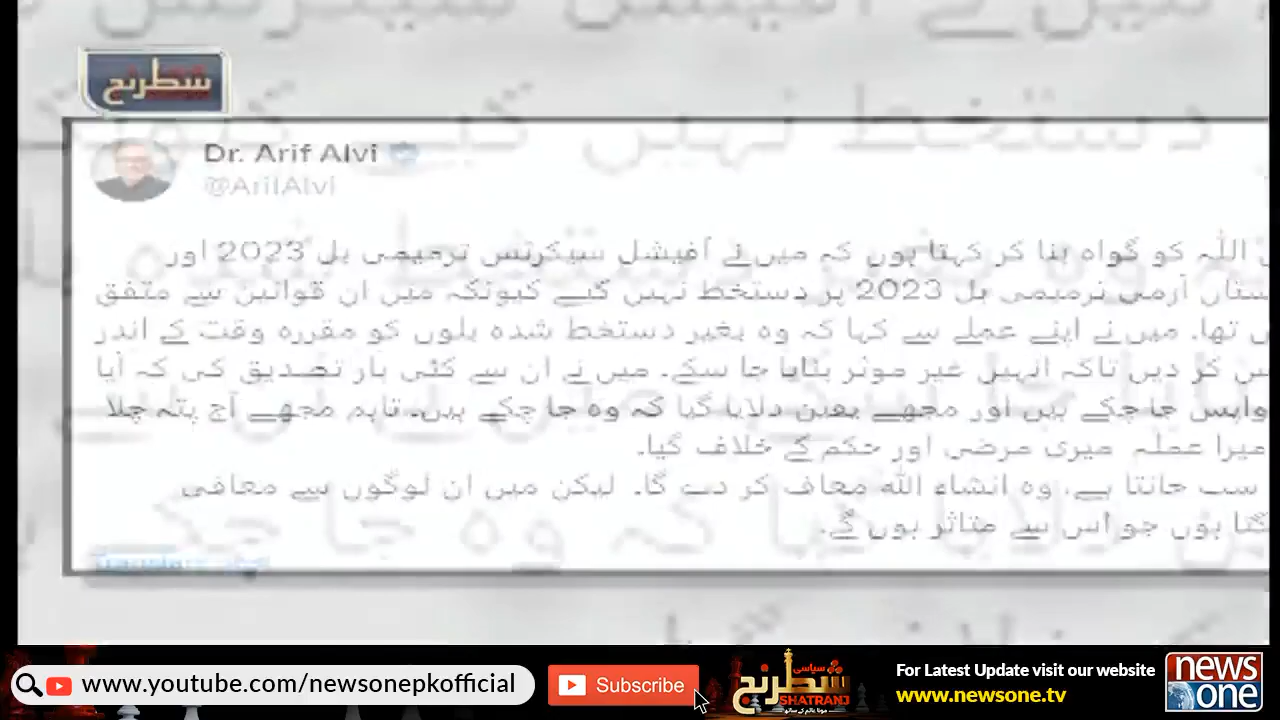 شطرنج
Dr. Arif Alvi
@ArifAlvi
اللہ کو گواہ بنا کر کہتا ہوں کہ میں نے آفیشل سیکرٹس ترمیمی بل 2023 اور
آرمی ترمیمی بل 2023 پر دستخط نہیں کیے کیونکہ میں ان قوانین سے متفق
تھا۔ میں نے اپنے عملے سے کہا کہ وہ بغیر دستخط شدہ بلوں کو مقررہ وقت کے اندر
کر دیں تاکہ انہیں غیر موثر بنایا جا سکے۔ میں نے ان سے کئی بار تصدیق کی کہ آیا
واپس جا چکے ہیں اور مجھے یقین دلایا گیا کہ وہ جا چکے ہیں۔ تاہم مجھے آج پتہ چلا
میرا عملہ میری مرضی اور حکم کے خلاف گیا۔
سب جانتا ہے، وہ انشاء اللہ معاف کر دے گا۔ لیکن میں ان لوگوں سے معافی
ہوں جو اس سے متاثر ہوں گے۔
www.youtube.com/newsonepkofficial
Subscribe
سیاسی
شطرنج
SHATRANJ
For Latest Update visit our website
www.newsone.tv
news
one